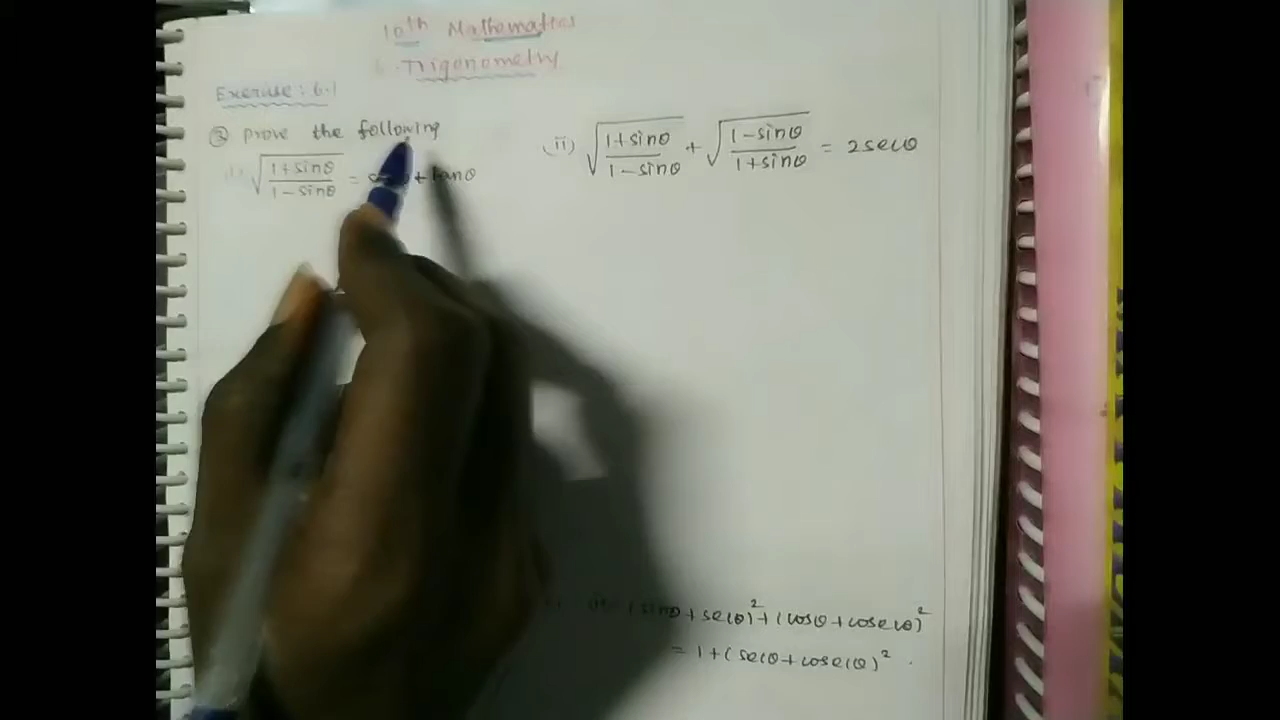 10th Mathematics
Trigonometry
Exercise: 6.1
③ Prove the following
(i) √(1+sinθ)/(1-sinθ) = + tanθ
(ii) √(1+sinθ)/(1-sinθ) + √(1-sinθ)/(1+sinθ) = 2secθ
(sinθ+secθ)²+(cosθ+cosecθ)²
= 1+(secθ+cosecθ)².